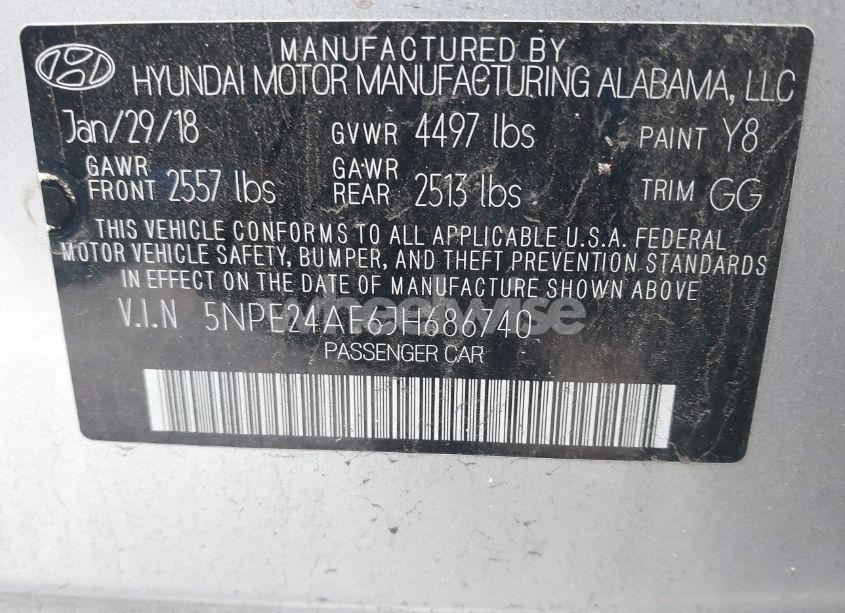 MANUFACTURED BY
HYUNDAI MOTOR MANUFACTURING ALABAMA, LLC
Jan/29/18 GVWR 4497 lbs PAINT Y8
GAWR FRONT 2557 lbs GAWR REAR 2513 lbs TRIM GG
THIS VEHICLE CONFORMS TO ALL APPLICABLE U.S.A. FEDERAL
MOTOR VEHICLE SAFETY, BUMPER, AND THEFT PREVENTION STANDARDS
IN EFFECT ON THE DATE OF MANUFACTURE SHOWN ABOVE.
V.I.N 5NPE24AF6JH686740
wheelwise
PASSENGER CAR